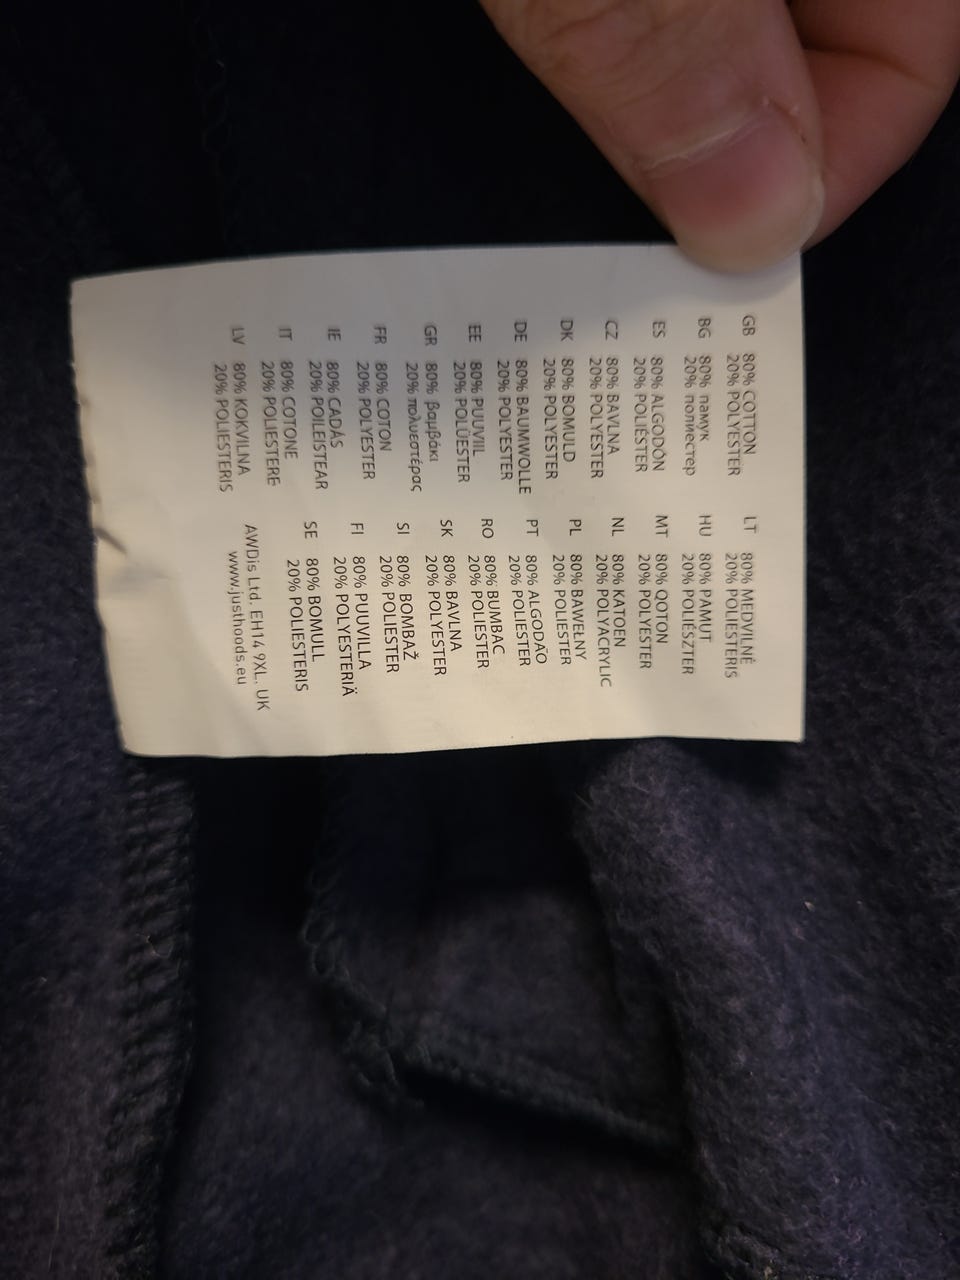 GB 80% COTTON
20% POLYESTER
BG 80% памук
20% полиестер
ES 80% ALGODÓN
20% POLIÉSTER
CZ 80% BAVLNA
20% POLYESTER
DK 80% BOMULD
20% POLYESTER
DE 80% BAUMWOLLE
20% POLYESTER
EE 80% PUUVIIL
20% POLÜESTER
GR 80% βαμβάκι
20% πολυεστέρας
FR 80% COTON
20% POLYESTER
IE 80% CADÁS
20% POILEISTEAR
IT 80% COTONE
20% POLIESTERE
LV 80% KOKVILNA
20% POLIESTERIS
LT 80% MEDVILNĖ
20% POLIESTERIS
HU 80% PAMUT
20% POLIÉSZTER
MT 80% QOTON
20% POLYESTER
NL 80% KATOEN
20% POLYACRYLIC
PL 80% BAWEŁNY
20% POLIESTER
PT 80% ALGODÃO
20% POLIESTER
RO 80% BUMBAC
20% POLIESTER
SK 80% BAVLNA
20% POLYESTER
SI 80% BOMBAŽ
20% POLIESTER
FI 80% PUUVILLA
20% POLYESTERIÄ
SE 80% BOMULL
20% POLIESTERIS
AWDis Ltd. EH14 9XL. UK
www.justhoods.eu